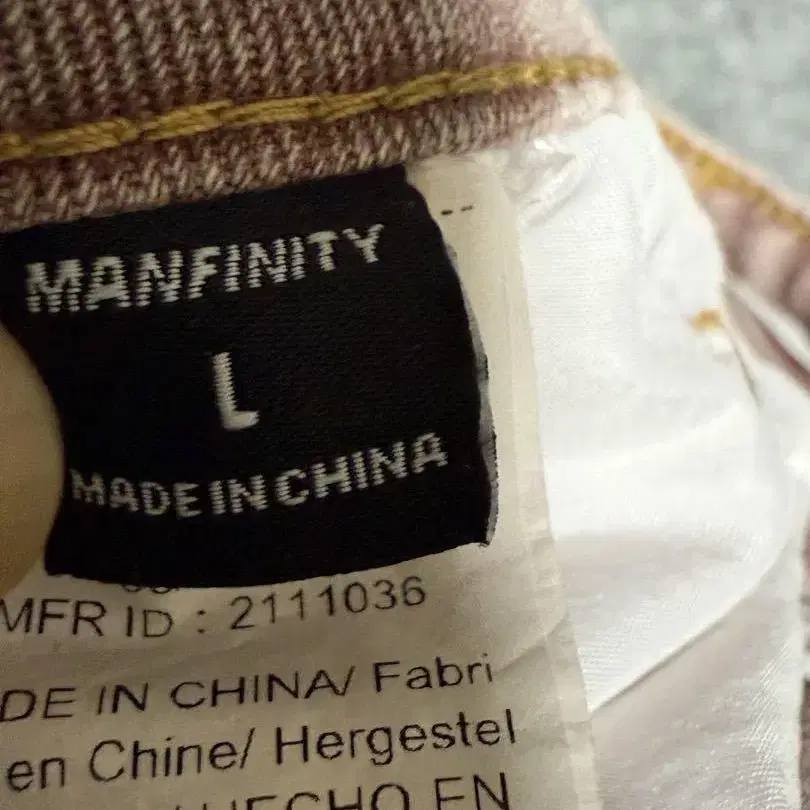 MANFINITY
L
MADE IN CHINA
--
MFR ID : 2111036
DE IN CHINA/ Fabri
en Chine/ Hergestel
HECHO EN